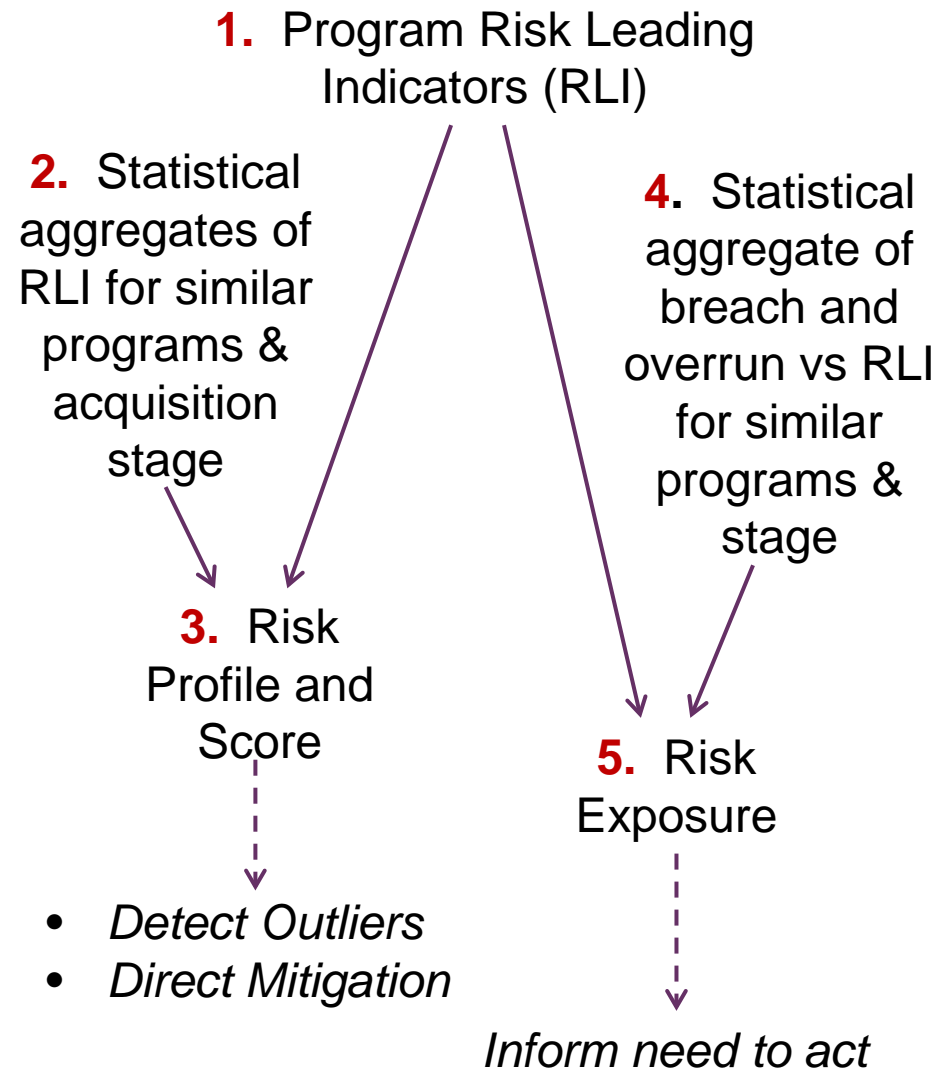 1. Program Risk Leading
Indicators (RLI)
2. Statistical
aggregates of
RLI for similar
programs &
acquisition
stage
4. Statistical
aggregate of
breach and
overrun vs RLI
for similar
programs &
stage
3. Risk
Profile and
Score
5. Risk
Exposure
• Detect Outliers
• Direct Mitigation
Inform need to act